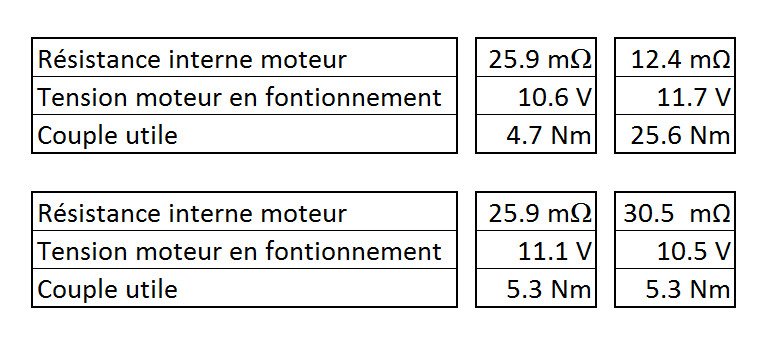 Résistance interne moteur 25.9 mΩ 12.4 mΩ
Tension moteur en fontionnement 10.6 V 11.7 V
Couple utile 4.7 Nm 25.6 Nm
Résistance interne moteur 25.9 mΩ 30.5 mΩ
Tension moteur en fontionnement 11.1 V 10.5 V
Couple utile 5.3 Nm 5.3 Nm